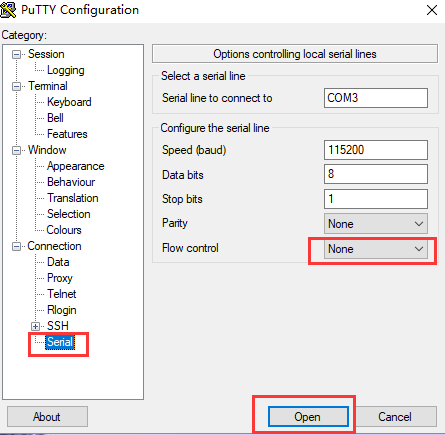 PuTTY Configuration
Category:
Session
Logging
Terminal
Keyboard
Bell
Features
Window
Appearance
Behaviour
Translation
Selection
Colours
Connection
Data
Proxy
Telnet
Rlogin
SSH
Serial
Options controlling local serial lines
Select a serial line
Serial line to connect to COM3
Configure the serial line
Speed (baud) 115200
Data bits 8
Stop bits 1
Parity None
Flow control None
About Open Cancel